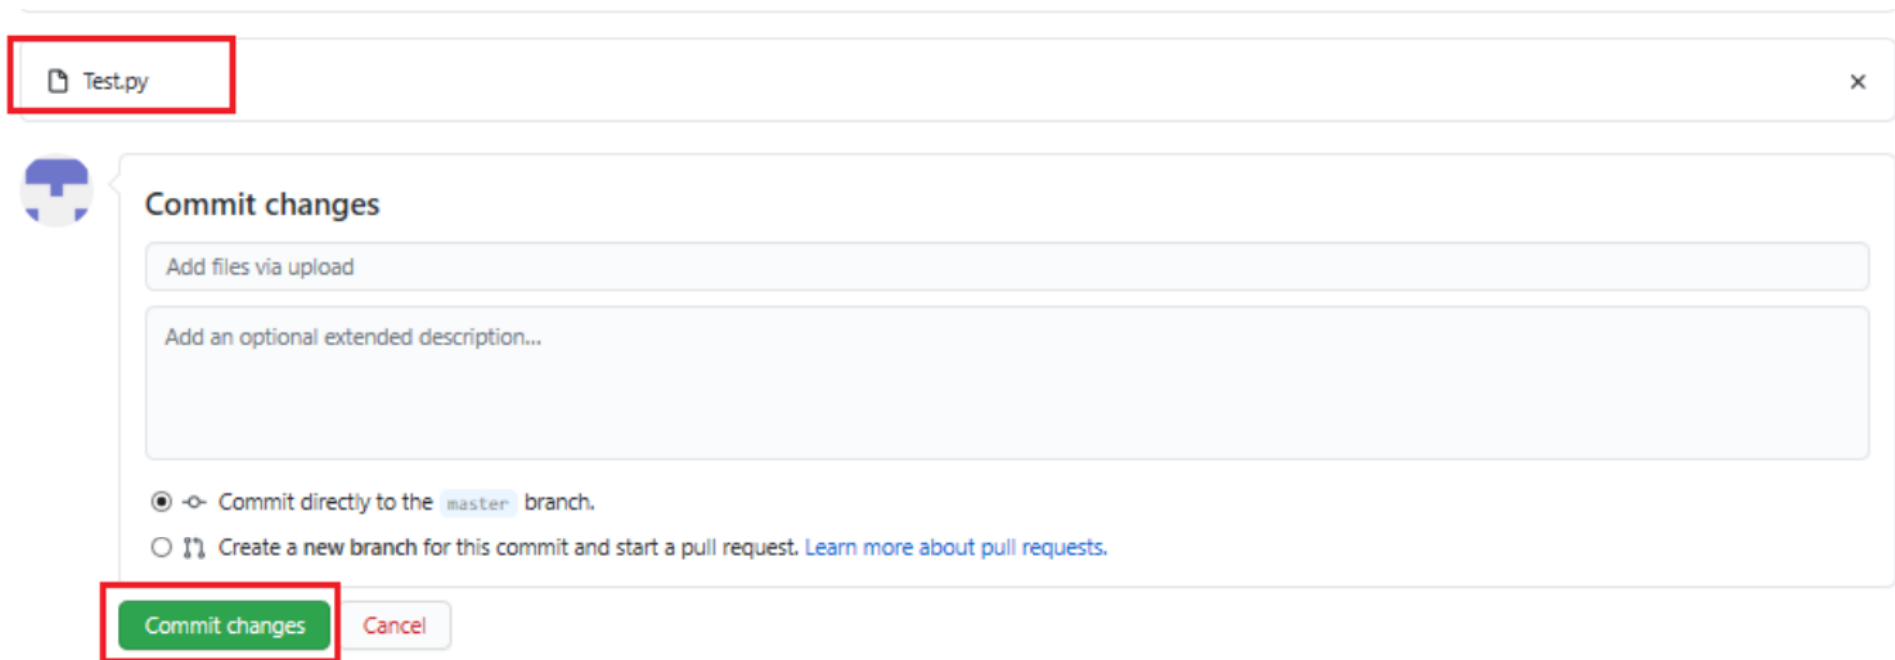 Test.py
Commit changes
Add files via upload
Add an optional extended description...
Commit directly to the master branch.
Create a new branch for this commit and start a pull request. Learn more about pull requests.
Commit changes Cancel